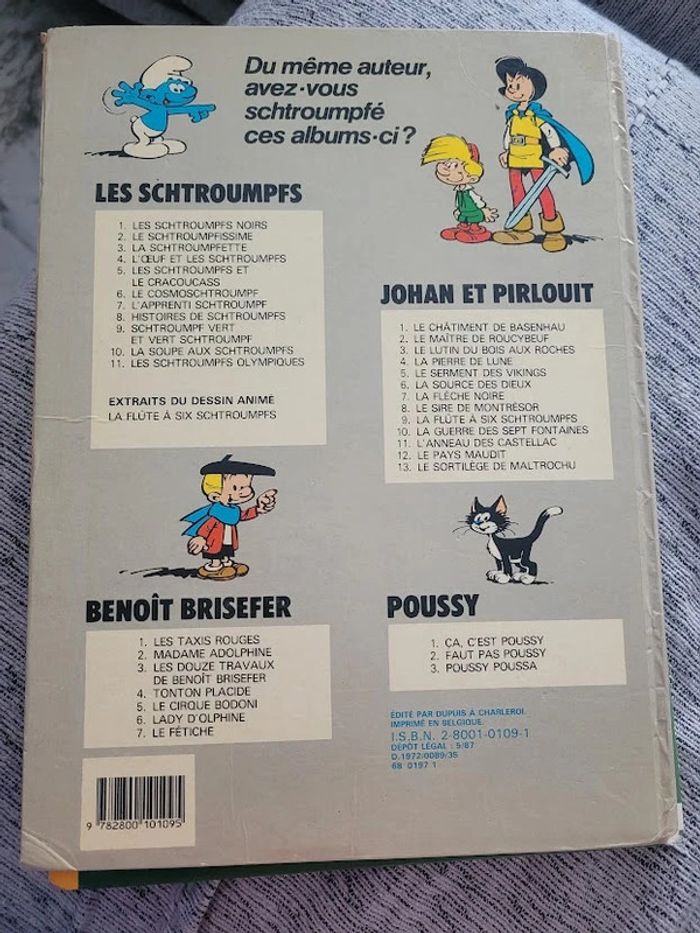 Du même auteur,
avez-vous
schtroumpfé
ces albums-ci ?
LES SCHTROUMPFS
1. LES SCHTROUMPFS NOIRS
2. LE SCHTROUMPFISSIME
3. LA SCHTROUMPFETTE
4. L'ŒUF ET LES SCHTROUMPFS
5. LES SCHTROUMPFS ET
LE CRACOUCASS
6. LE COSMOSCHTROUMPF
7. L'APPRENTI SCHTROUMPF
8. HISTOIRES DE SCHTROUMPFS
9. SCHTROUMPF VERT
ET VERT SCHTROUMPF
10. LA SOUPE AUX SCHTROUMPFS
11. LES SCHTROUMPFS OLYMPIQUES
EXTRAITS DU DESSIN ANIMÉ
LA FLÛTE À SIX SCHTROUMPFS
JOHAN ET PIRLOUIT
1. LE CHÂTIMENT DE BASENHAU
2. LE MAÎTRE DE ROUCYBEUF
3. LE LUTIN DU BOIS AUX ROCHES
4. LA PIERRE DE LUNE
5. LE SERMENT DES VIKINGS
6. LA SOURCE DES DIEUX
7. LA FLÈCHE NOIRE
8. LE SIRE DE MONTRÉSOR
9. LA FLÛTE À SIX SCHTROUMPFS
10. LA GUERRE DES SEPT FONTAINES
11. L'ANNEAU DES CASTELLAC
12. LE PAYS MAUDIT
13. LE SORTILÈGE DE MALTROCHU
BENOÎT BRISEFER
1. LES TAXIS ROUGES
2. MADAME ADOLPHINE
3. LES DOUZE TRAVAUX
DE BENOÎT BRISEFER
4. TONTON PLACIDE
5. LE CIRQUE BODONI
6. LADY D'OLPHINE
7. LE FÉTICHE
POUSSY
1. ÇA, C'EST POUSSY
2. FAUT PAS POUSSY
3. POUSSY POUSSA
ÉDITÉ PAR DUPUIS À CHARLEROI.
IMPRIMÉ EN BELGIQUE.
I.S.B.N. 2-8001-0109-1
DÉPÔT LÉGAL : 5/87
D.1972/0089/35
68 0197 1
9 782800 101095